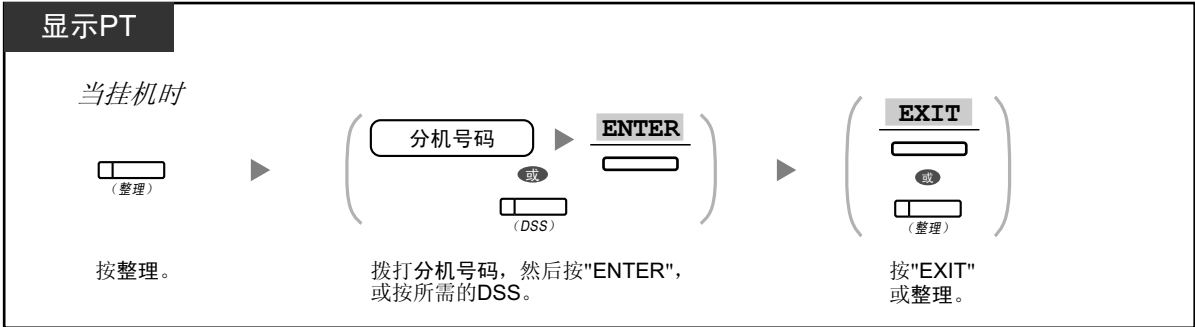 显示PT
当挂机时
（整理）
分机号码
ENTER
或
（DSS）
EXIT
或
（整理）
按整理。
拨打分机号码，然后按"ENTER"，
或按所需的DSS。
按"EXIT"
或整理。